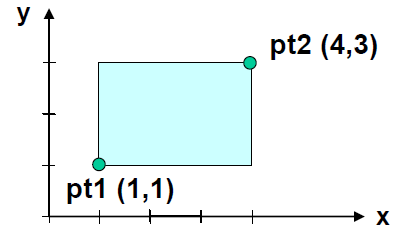 y
pt2 (4,3)
pt1 (1,1)
x